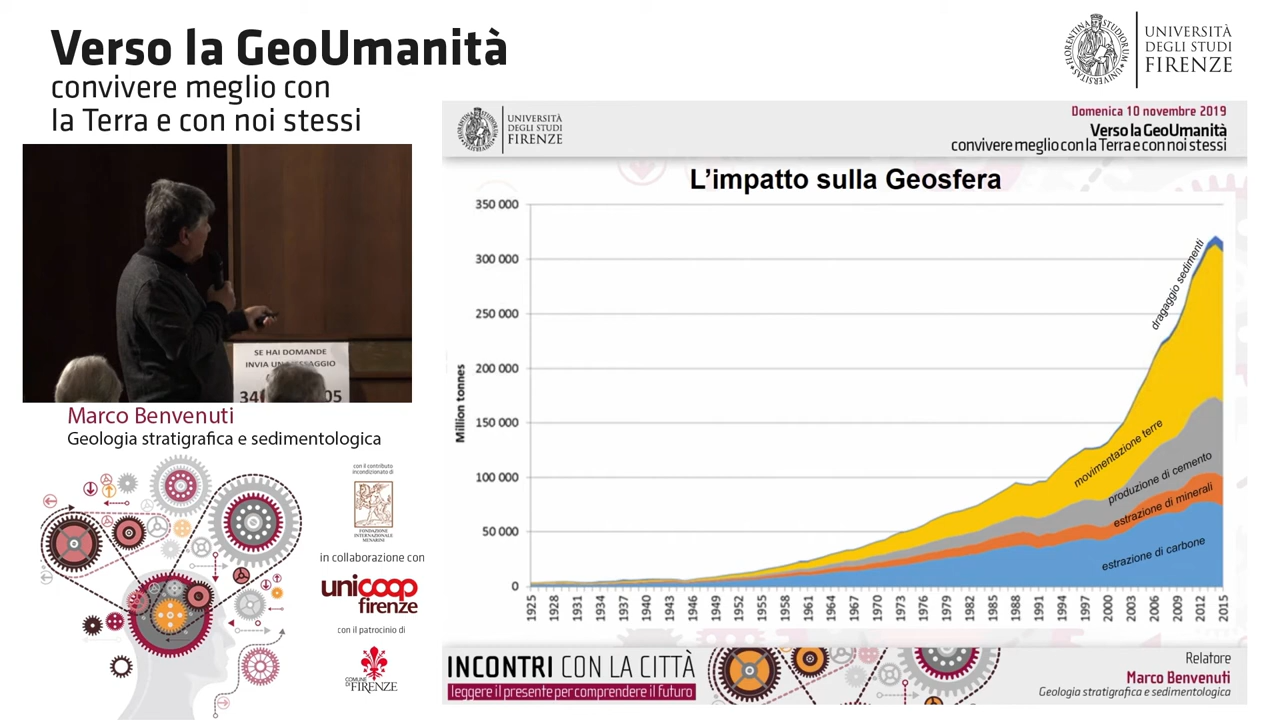 Verso la GeoUmanità
convivere meglio con
la Terra e con noi stessi
UNIVERSITÀ
DEGLI STUDI
FIRENZE
UNIVERSITÀ
DEGLI STUDI
FIRENZE
Domenica 10 novembre 2019
Verso la GeoUmanità
convivere meglio con la Terra e con noi stessi
L'impatto sulla Geosfera
Million tonnes
350 000
300 000
250 000
200 000
150 000
100 000
50 000
0
dragaggio sedimenti
movimentazione terre
produzione di cemento
estrazione di minerali
estrazione di carbone
1925 1928 1931 1934 1937 1940 1943 1946 1949 1952 1955 1958 1961 1964 1967 1970 1973 1976 1979 1982 1985 1988 1991 1994 1997 2000 2003 2006 2009 2012 2015
SE HAI DOMANDE
INVIA UN MESSAGGIO
34 05
Marco Benvenuti
Geologia stratigrafica e sedimentologica
con il contributo
incondizionato di
FONDAZIONE
INTERNAZIONALE
MENARINI
in collaborazione con
unicoop
firenze
con il patrocinio di
COMUNE
DI FIRENZE
INCONTRI CON LA CITTÀ
leggere il presente per comprendere il futuro
Relatore
Marco Benvenuti
Geologia stratigrafica e sedimentologica